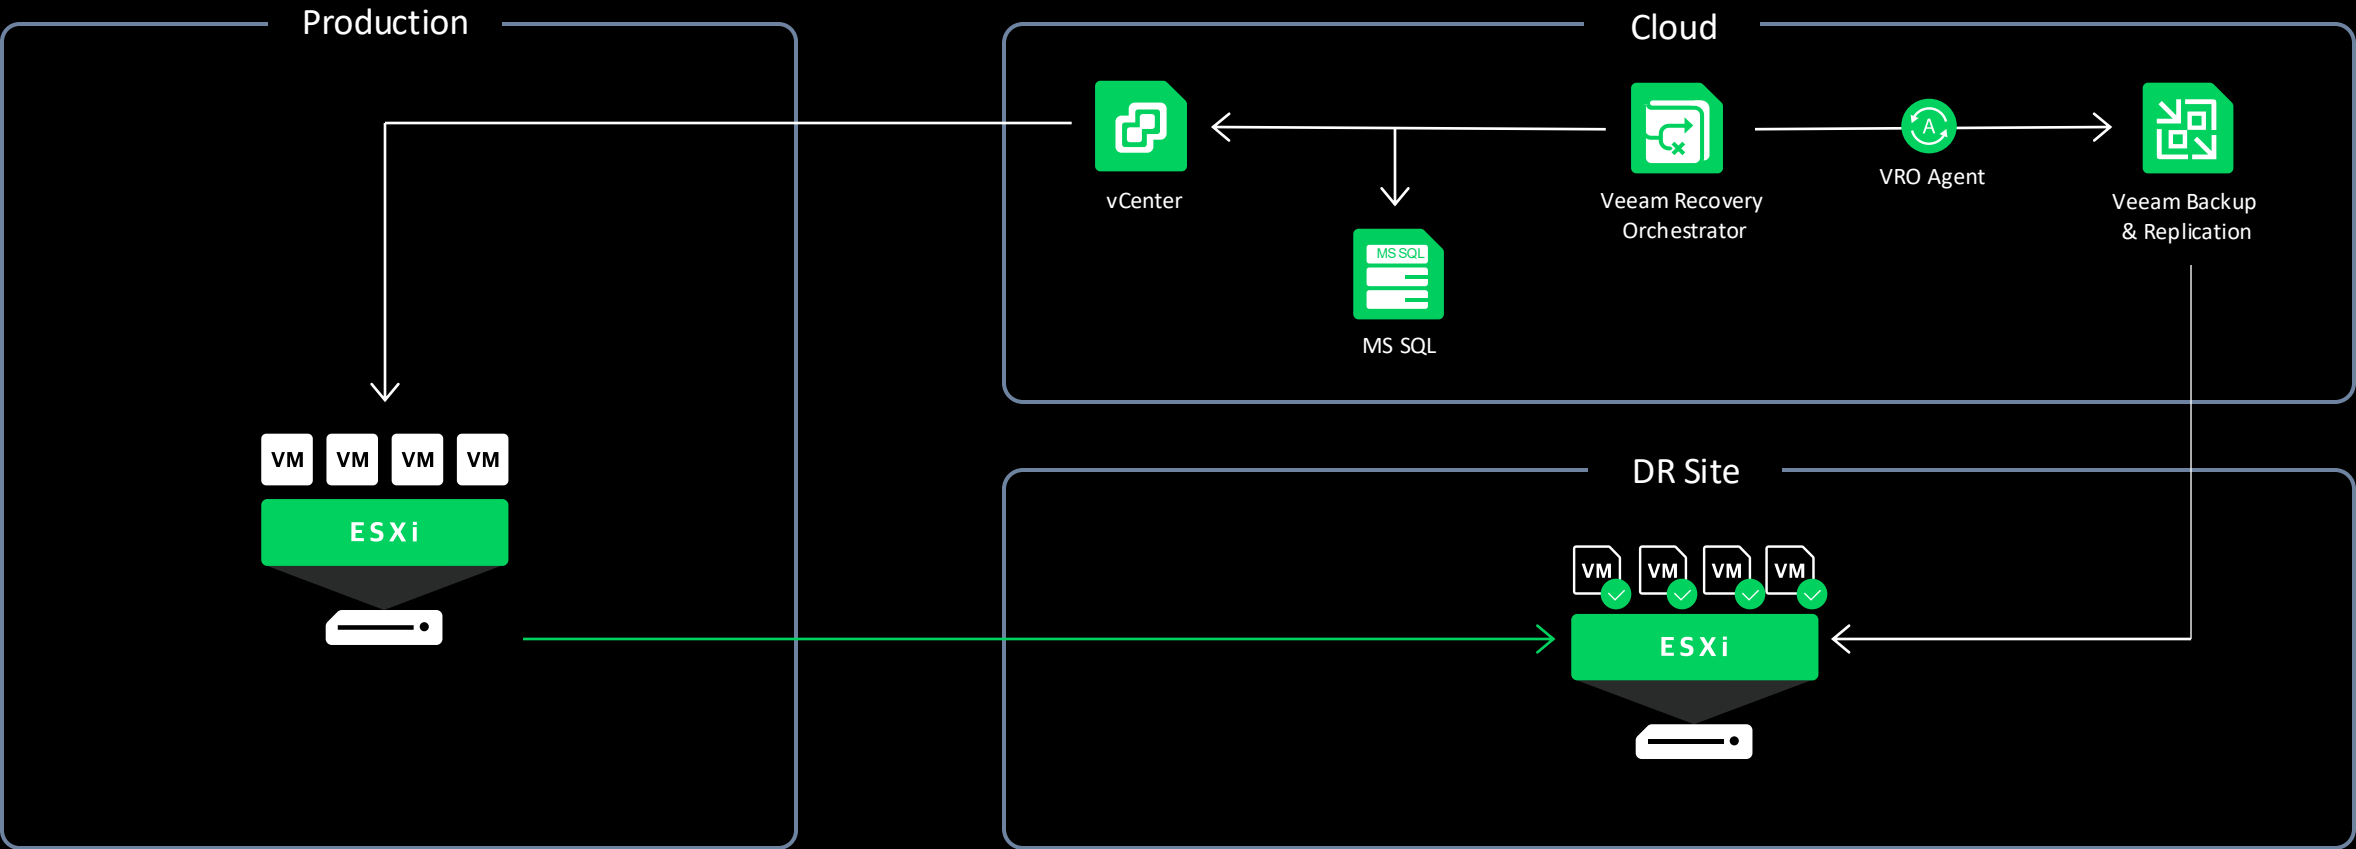 Production
Cloud
vCenter
Veeam Recovery
Orchestrator
A
VRO Agent
Veeam Backup
& Replication
MS SQL
MS SQL
VM VM VM VM
ESXi
DR Site
VM VM VM VM
ESXi